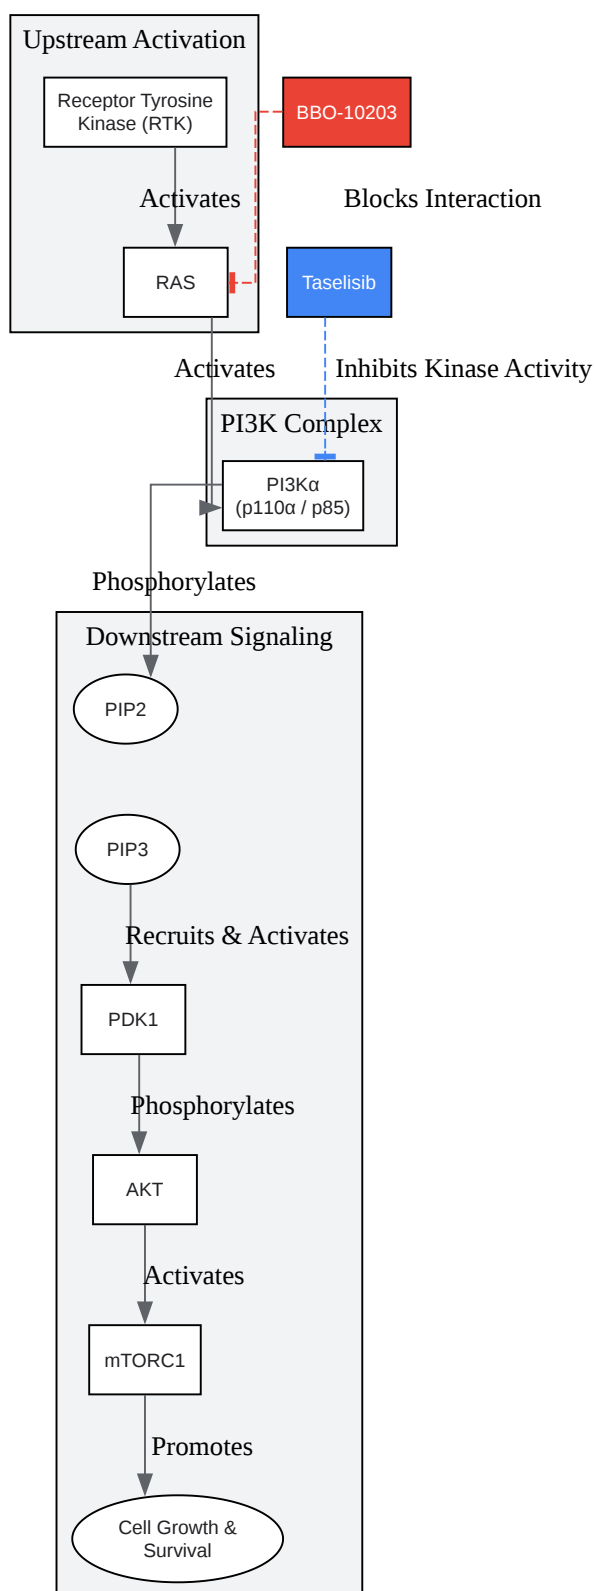 Upstream Activation
Receptor Tyrosine
Kinase (RTK)
BBO-10203
Activates
Blocks Interaction
RAS
Taselisib
Activates
Inhibits Kinase Activity
PI3K Complex
PI3Kα
(p110α / p85)
Phosphorylates
Downstream Signaling
PIP2
PIP3
Recruits & Activates
PDK1
Phosphorylates
AKT
Activates
mTORC1
Promotes
Cell Growth &
Survival